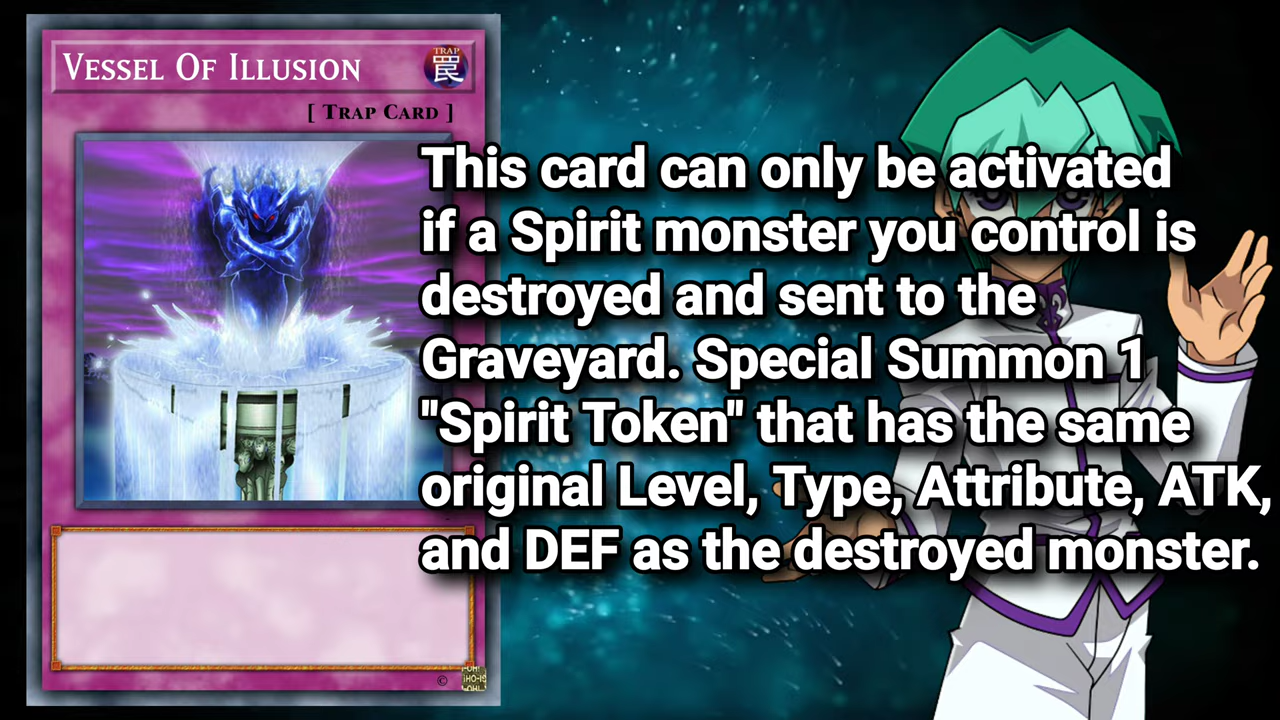 Vessel Of Illusion
TRAP
罠
[ Trap Card ]
This card can only be activated
if a Spirit monster you control is
destroyed and sent to the
Graveyard. Special Summon 1
"Spirit Token" that has the same
original Level, Type, Attribute, ATK,
and DEF as the destroyed monster.
©